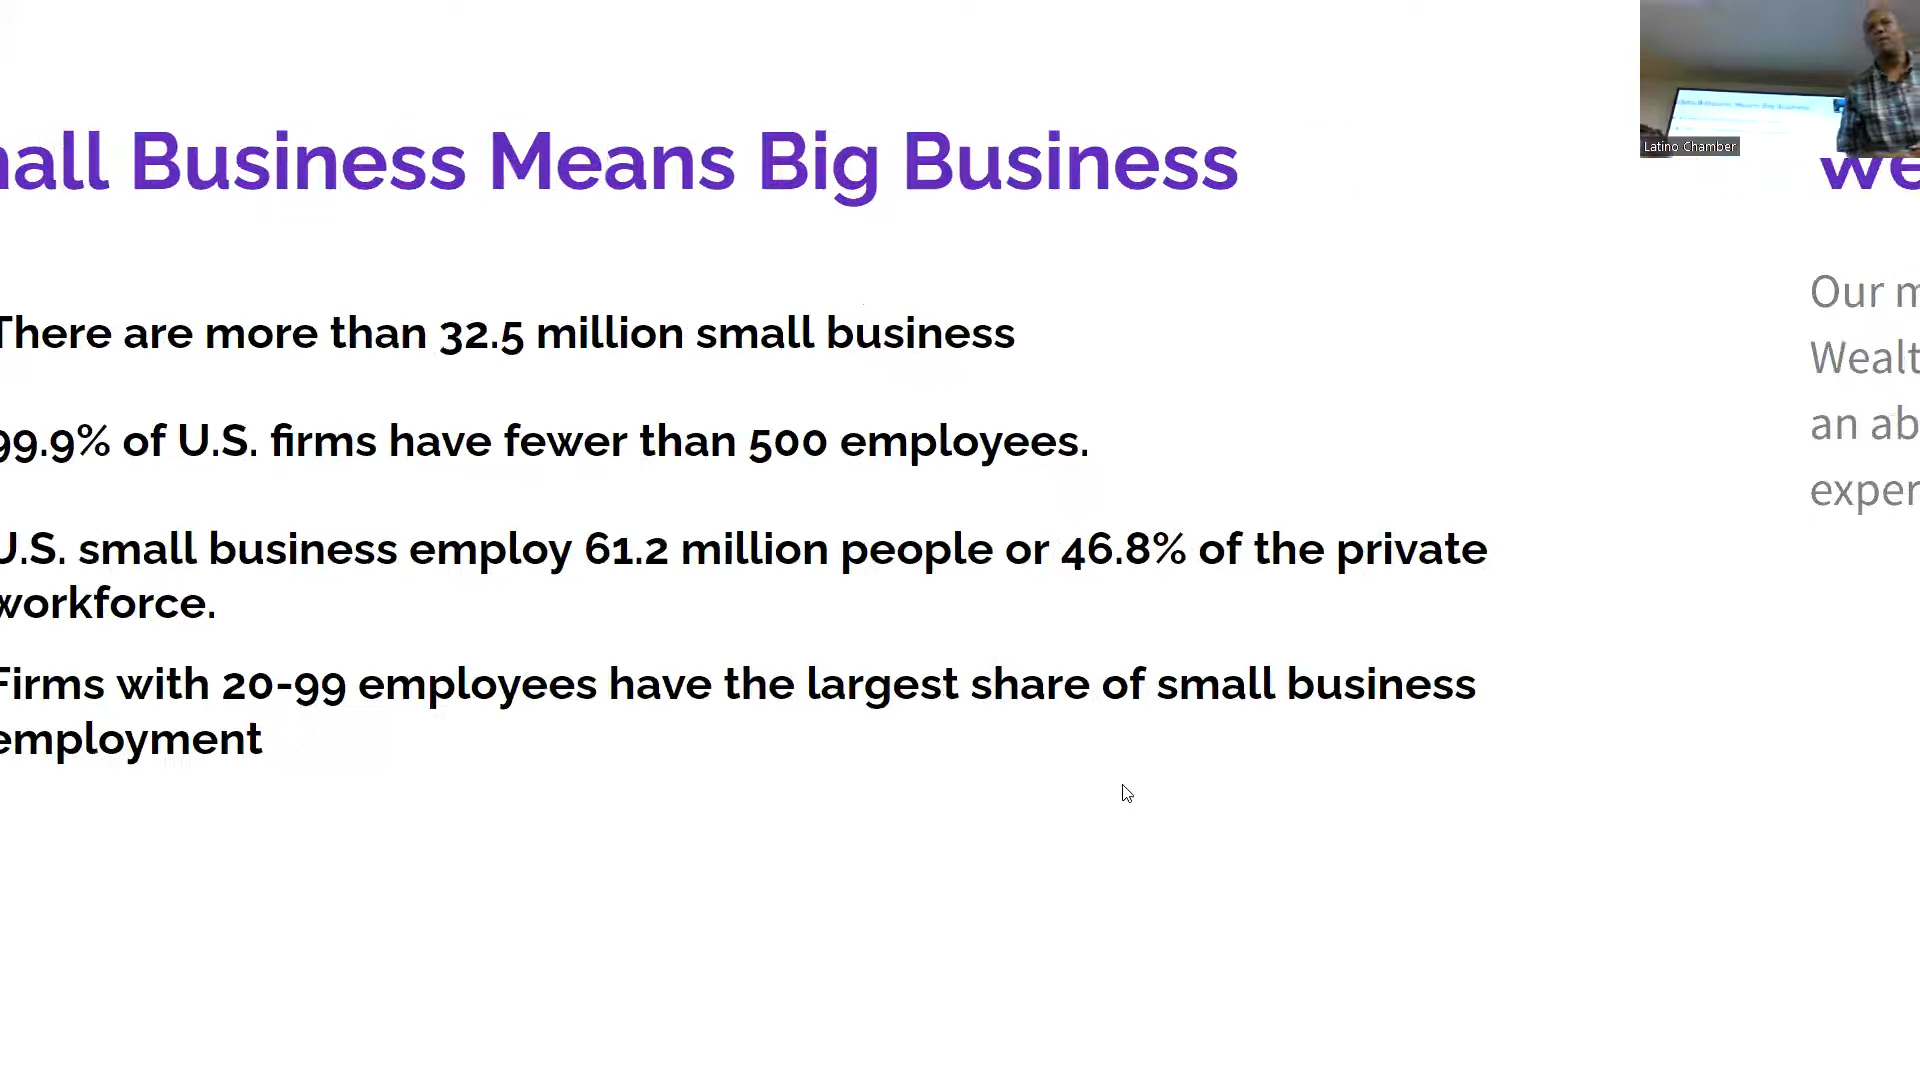 nall Business Means Big Business
There are more than 32.5 million small business
99.9% of U.S. firms have fewer than 500 employees.
U.S. small business employ 61.2 million people or 46.8% of the private
workforce.
Firms with 20-99 employees have the largest share of small business
employment
Latino Chamber
we
Our m
Wealt
an ab
exper